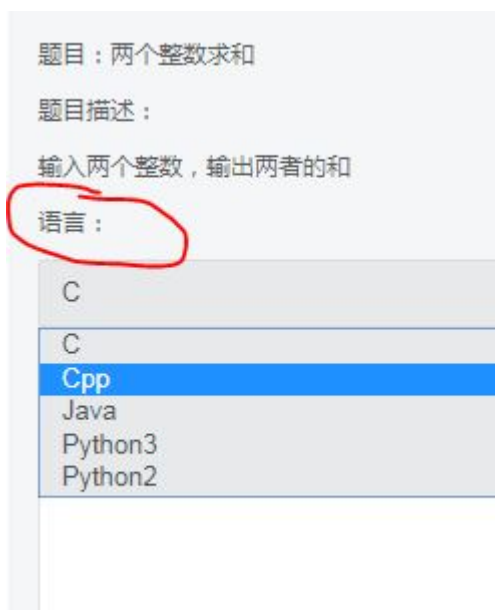 题目：两个整数求和
题目描述：
输入两个整数，输出两者的和
语言：
C
C
Cpp
Java
Python3
Python2